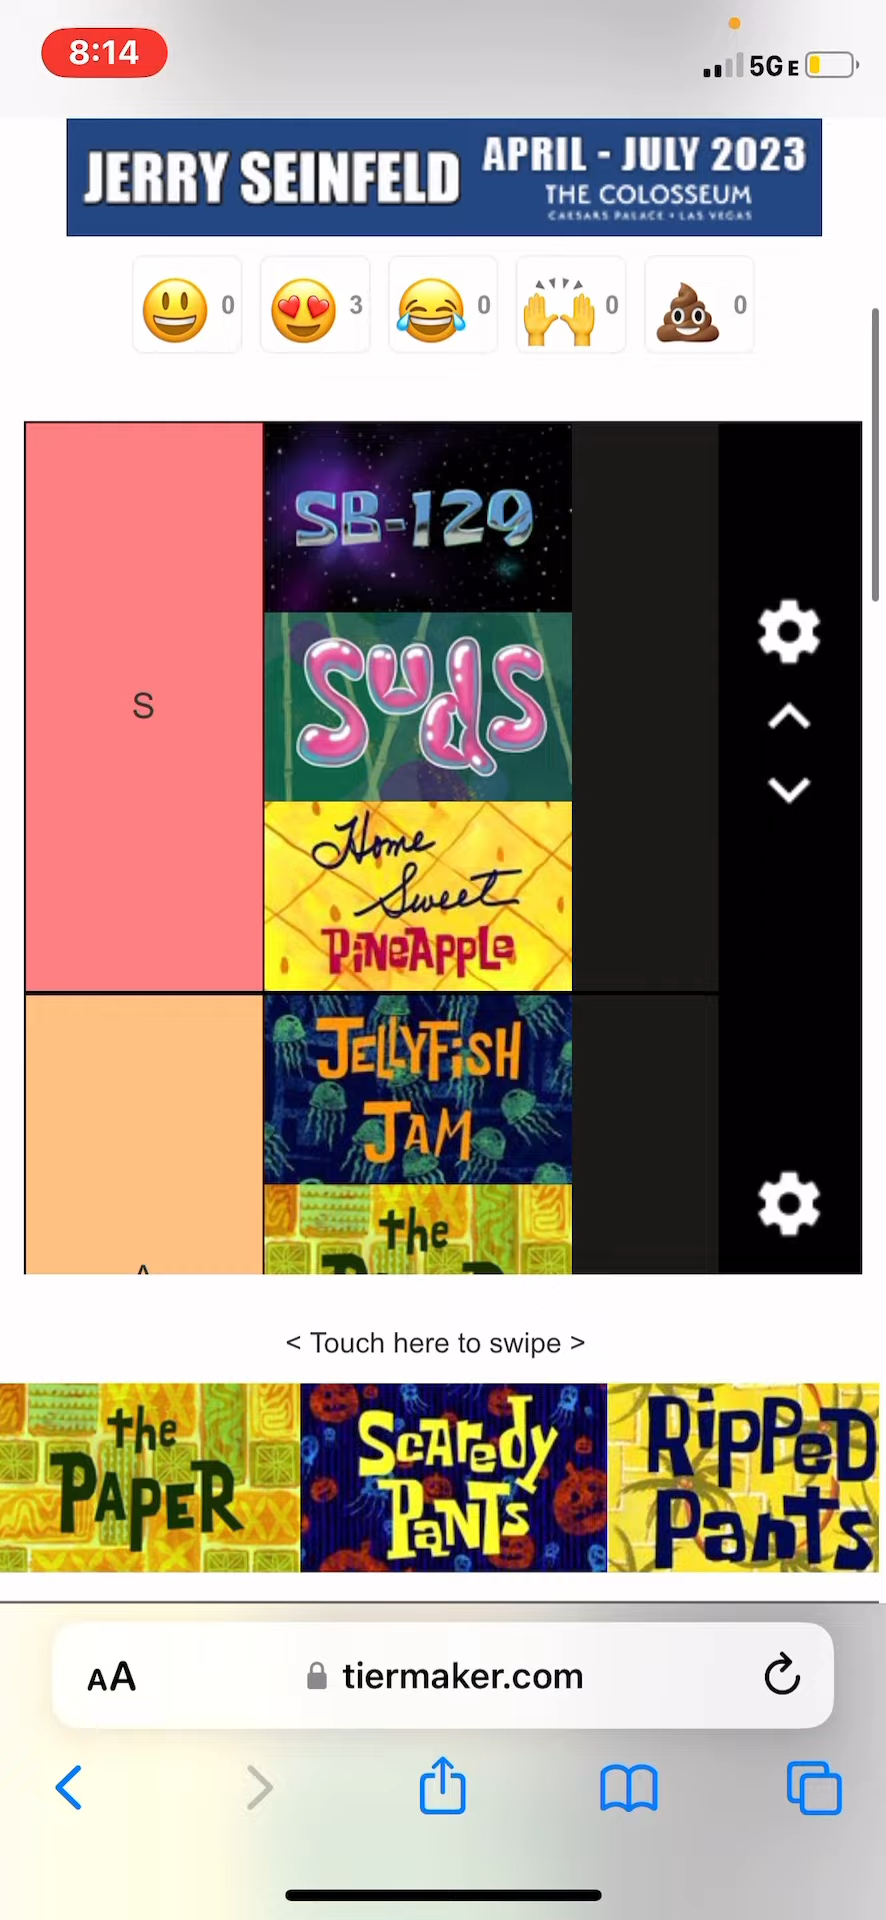 8:14
5GE
JERRY SEINFELD
APRIL - JULY 2023
THE COLOSSEUM
CAESARS PALACE • LAS VEGAS
0
3
0
0
0
S
SB-129
SUdS
Home
Sweet
PiNeAPPLe
JELLYFiSH
JAM
A
the
< Touch here to swipe >
the
PAPER
ScAredy
PaNTs
RiPPeD
Pants
AA
tiermaker.com